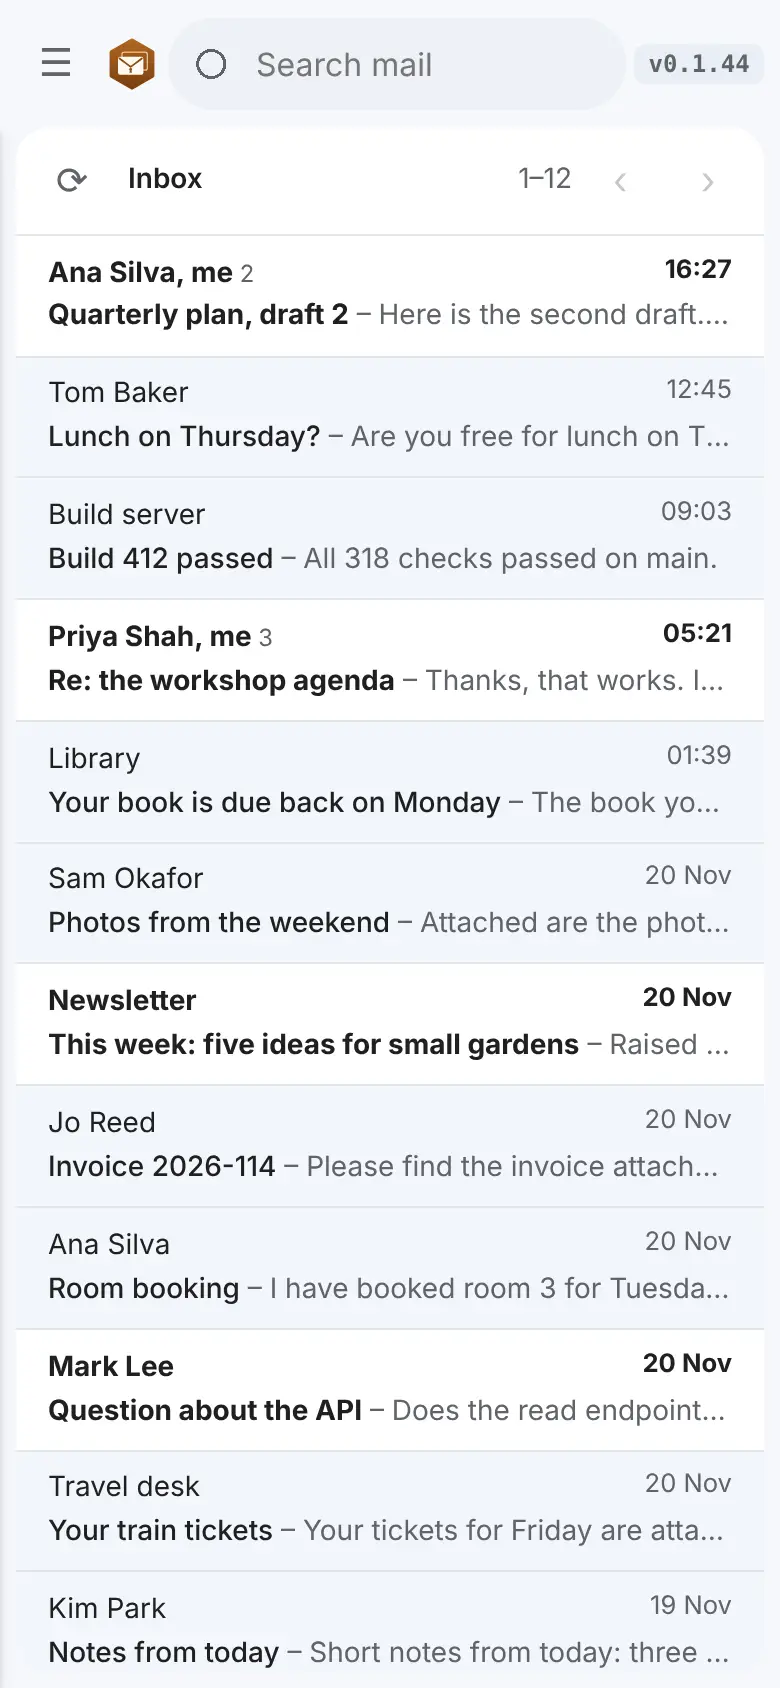 Search mail
v0.1.44
Inbox
1–12
Ana Silva, me 2
16:27
Quarterly plan, draft 2 – Here is the second draft....
Tom Baker
12:45
Lunch on Thursday? – Are you free for lunch on T...
Build server
09:03
Build 412 passed – All 318 checks passed on main.
Priya Shah, me 3
05:21
Re: the workshop agenda – Thanks, that works. I...
Library
01:39
Your book is due back on Monday – The book yo...
Sam Okafor
20 Nov
Photos from the weekend – Attached are the phot...
Newsletter
20 Nov
This week: five ideas for small gardens – Raised ...
Jo Reed
20 Nov
Invoice 2026-114 – Please find the invoice attach...
Ana Silva
20 Nov
Room booking – I have booked room 3 for Tuesda...
Mark Lee
20 Nov
Question about the API – Does the read endpoint...
Travel desk
20 Nov
Your train tickets – Your tickets for Friday are atta...
Kim Park
19 Nov
Notes from today – Short notes from today: three ...